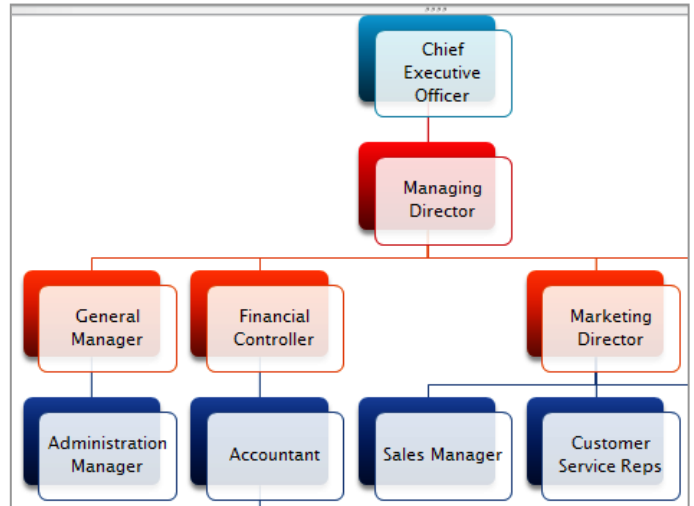 Chief
Executive
Officer
Managing
Director
General
Manager
Financial
Controller
Marketing
Director
Administration
Manager
Accountant
Sales Manager
Customer
Service Reps